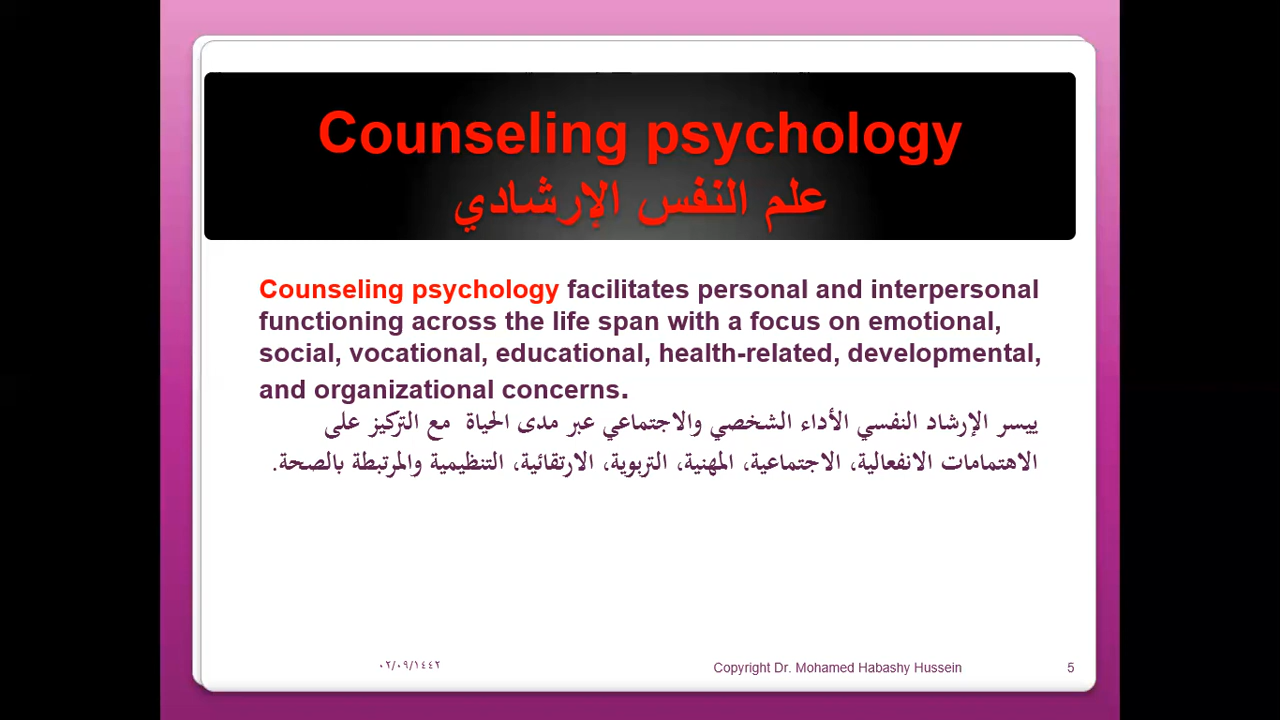 Counseling psychology
علم النفس الإرشادي
Counseling psychology facilitates personal and interpersonal
functioning across the life span with a focus on emotional,
social, vocational, educational, health-related, developmental,
and organizational concerns.
ييسر الإرشاد النفسي الأداء الشخصي والاجتماعي عبر مدى الحياة مع التركيز على
الاهتمامات الانفعالية، الاجتماعية، المهنية، التربوية، الارتقائية، التنظيمية والمرتبطة بالصحة.
٠٢/٠٩/١٤٤٢
Copyright Dr. Mohamed Habashy Hussein
5